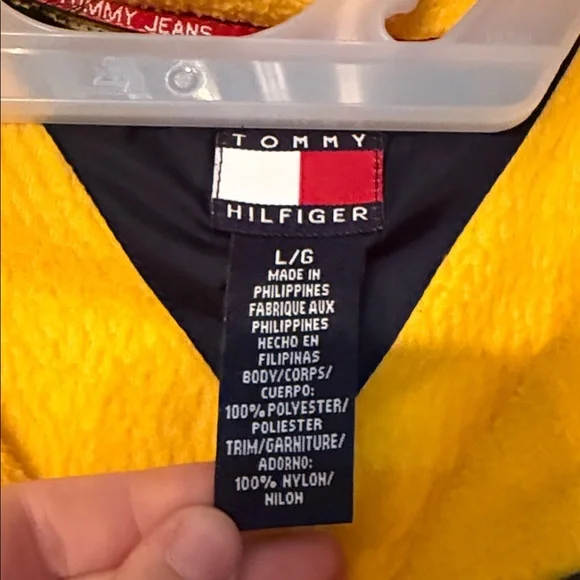 TOMMY JEANS
TOMMY
HILFIGER
L/G
MADE IN
PHILIPPINES
FABRIQUE AUX
PHILIPPINES
HECHO EN
FILIPINAS
BODY/CORPS/
CUERPO:
100% POLYESTER/
POLIESTER
TRIM/GARNITURE/
ADORNO:
100% NYLON/
NILON